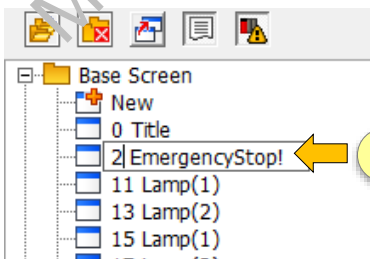 Base Screen
New
0 Title
2 EmergencyStop!
11 Lamp(1)
13 Lamp(2)
15 Lamp(1)